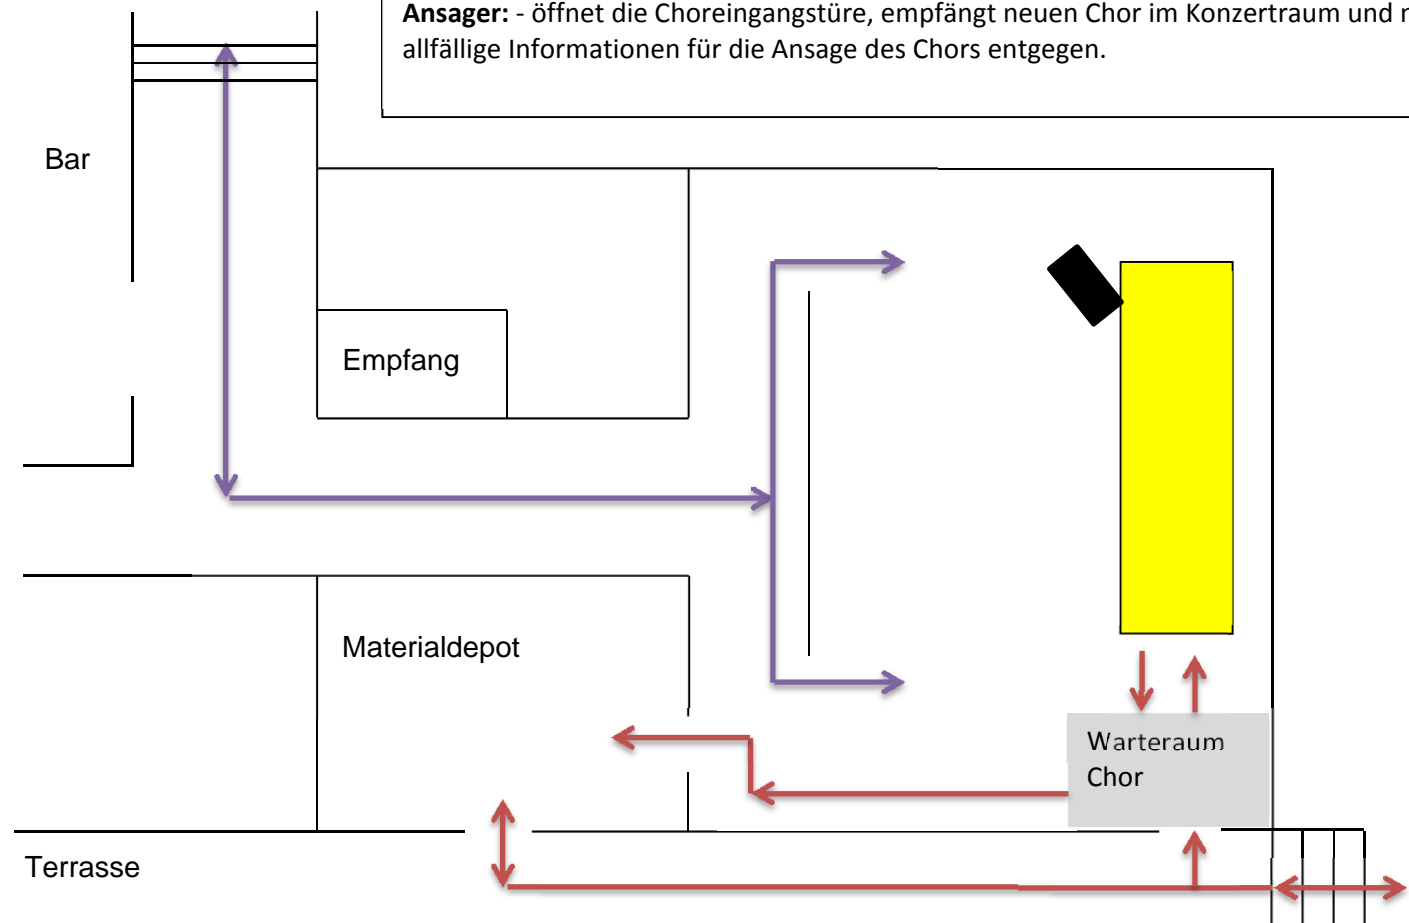 Ansager: - öffnet die Choreingangstüre, empfängt neuen Chor im Konzertraum und
allfällige Informationen für die Ansage des Chors entgegen.
Bar
Empfang
Materialdepot
Warteraum
Chor
Terrasse